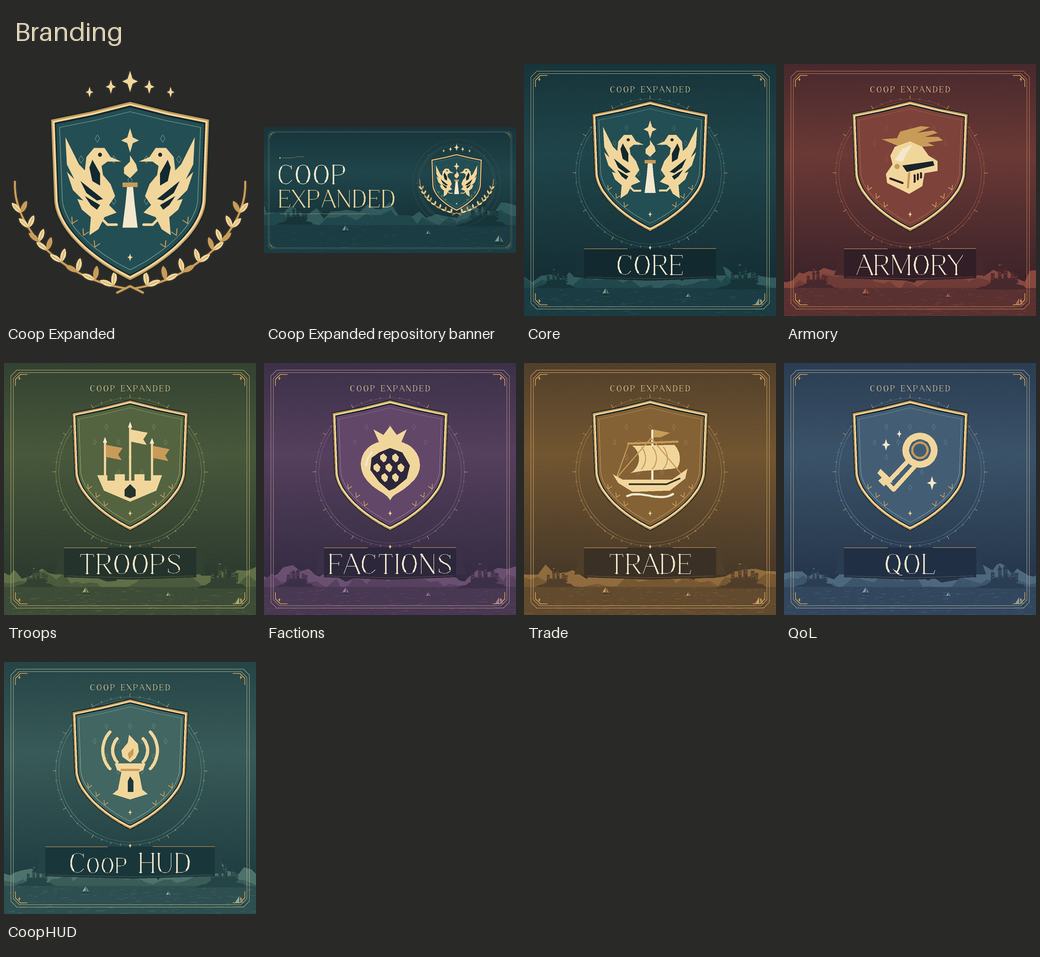 Branding
COOP
EXPANDED
COOP EXPANDED
CORE
COOP EXPANDED
ARMORY
Coop Expanded
Coop Expanded repository banner
Core
Armory
COOP EXPANDED
TROOPS
COOP EXPANDED
FACTIONS
COOP EXPANDED
TRADE
COOP EXPANDED
QOL
Troops
Factions
Trade
QoL
COOP EXPANDED
COOP HUD
CoopHUD